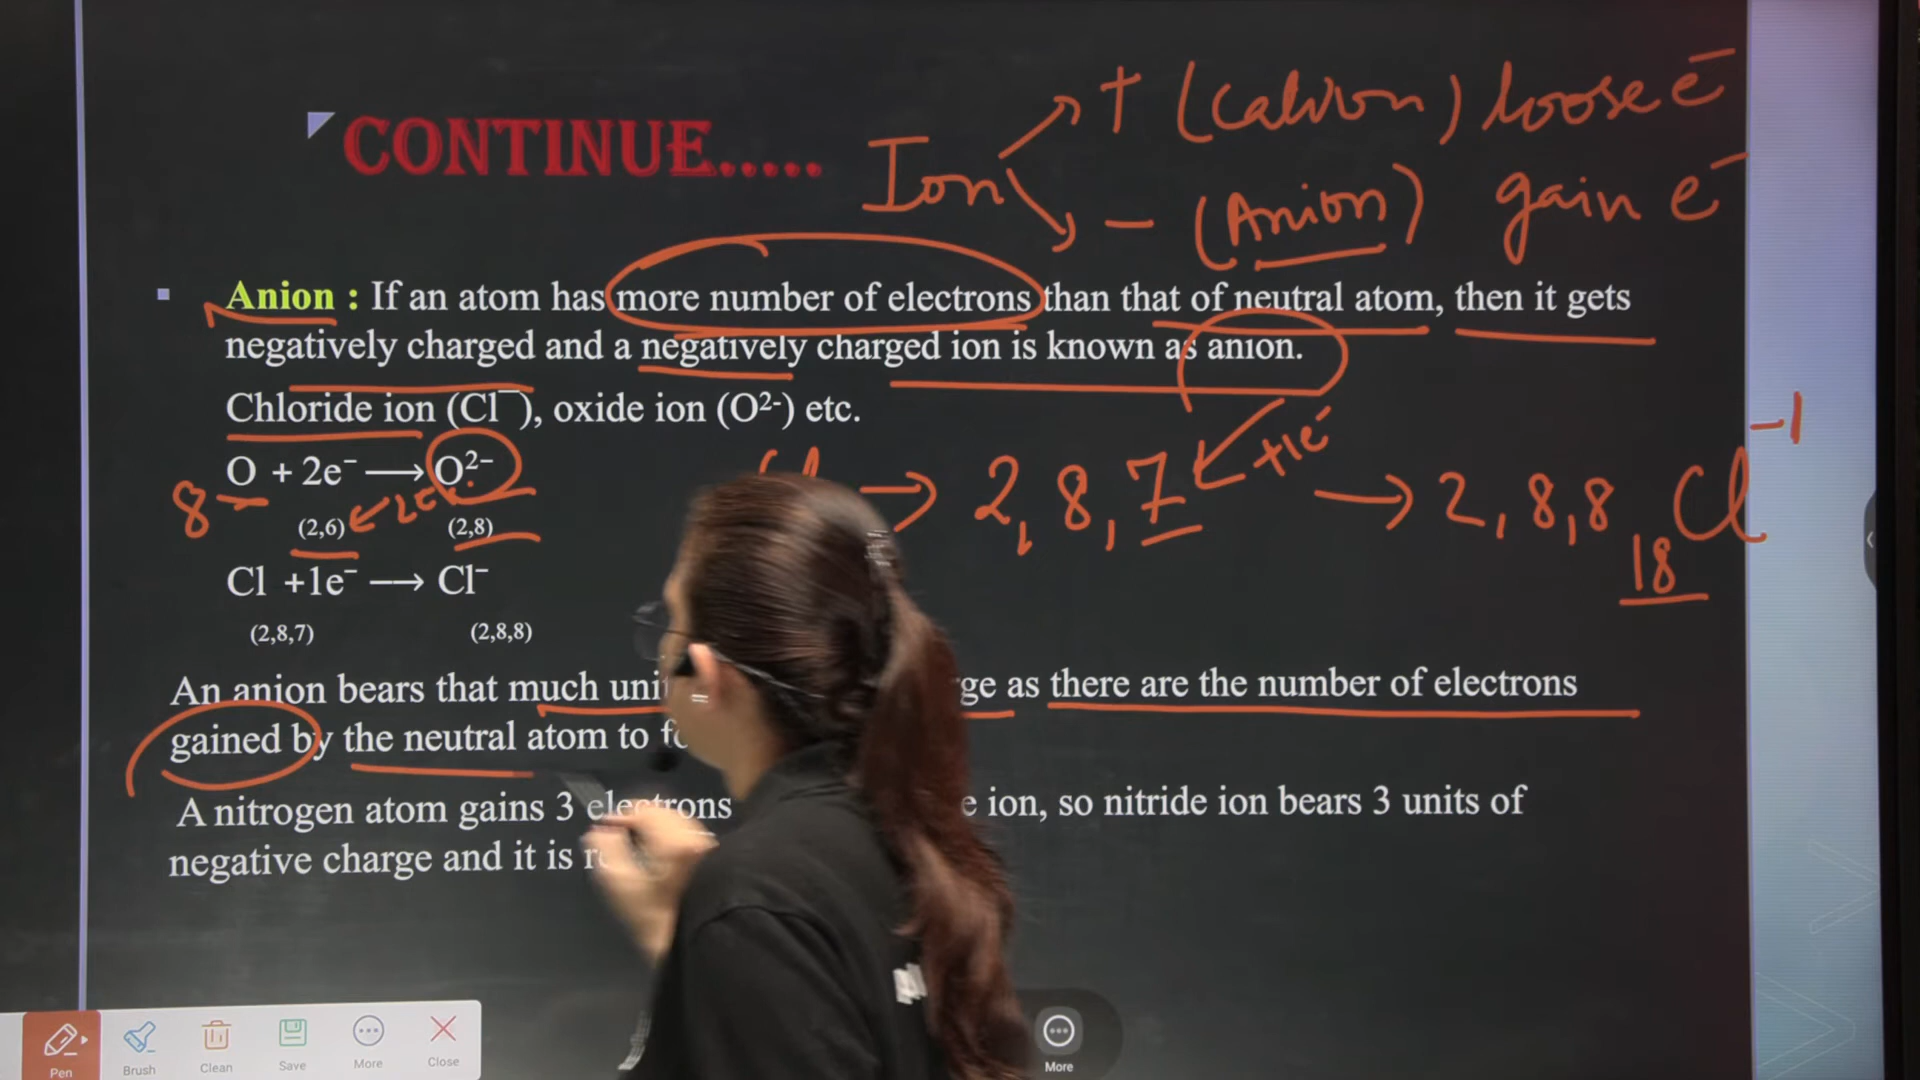 CONTINUE.....
Ion
+ (Cation) loose e⁻
− (Anion) gain e⁻
Anion : If an atom has more number of electrons than that of neutral atom, then it gets
negatively charged and a negatively charged ion is known as anion.
Chloride ion (Cl⁻), oxide ion (O²⁻) etc.
O + 2e⁻ ⟶ O²⁻
8
(2,6) ← 2e⁻ (2,8)
→ 2, 8, 7 ← +1e⁻ → 2, 8, 8 Cl⁻¹
18
Cl +1e⁻ ⟶ Cl⁻
(2,8,7) (2,8,8)
An anion bears that much as there are the number of electrons
gained by the neutral atom to
A nitrogen atom gains 3 electrons ion, so nitride ion bears 3 units of
negative charge and it is
Pen Brush Clean Save More Close
More